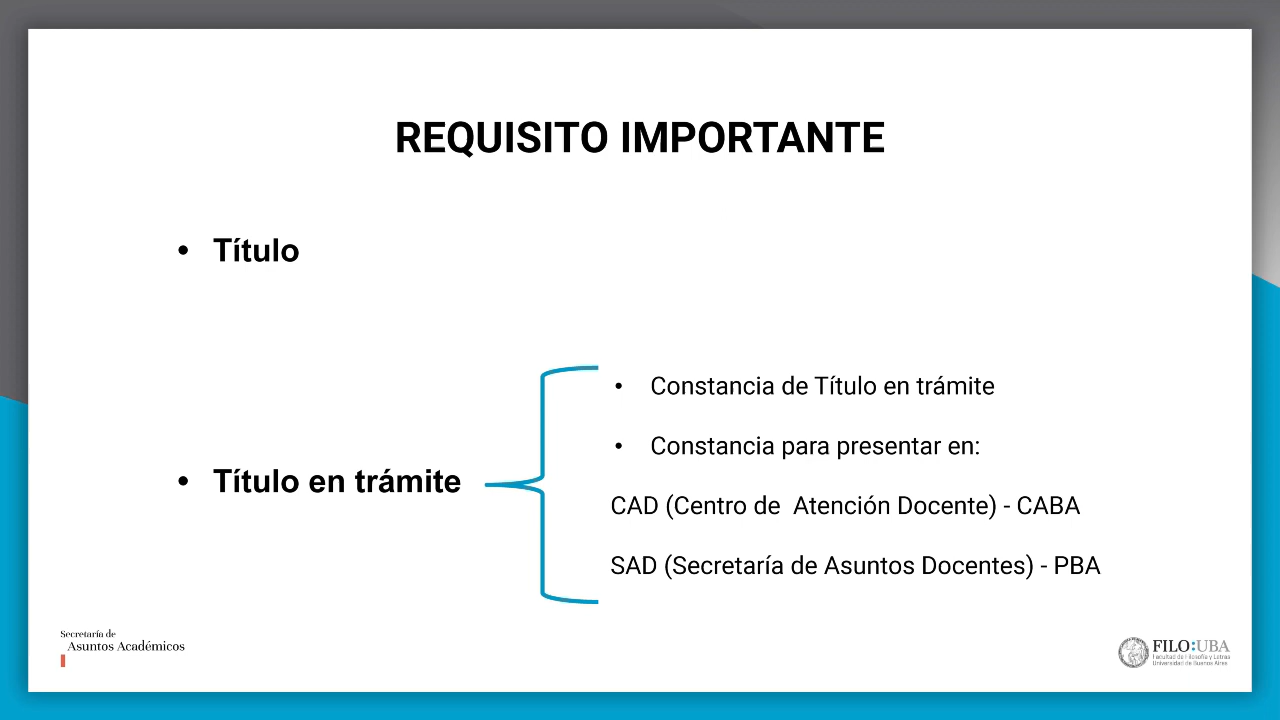 REQUISITO IMPORTANTE
• Título
• Título en trámite
• Constancia de Título en trámite
• Constancia para presentar en:
CAD (Centro de Atención Docente) - CABA
SAD (Secretaría de Asuntos Docentes) - PBA
Secretaría de
Asuntos Académicos
FILO:UBA
Facultad de Filosofía y Letras
Universidad de Buenos Aires